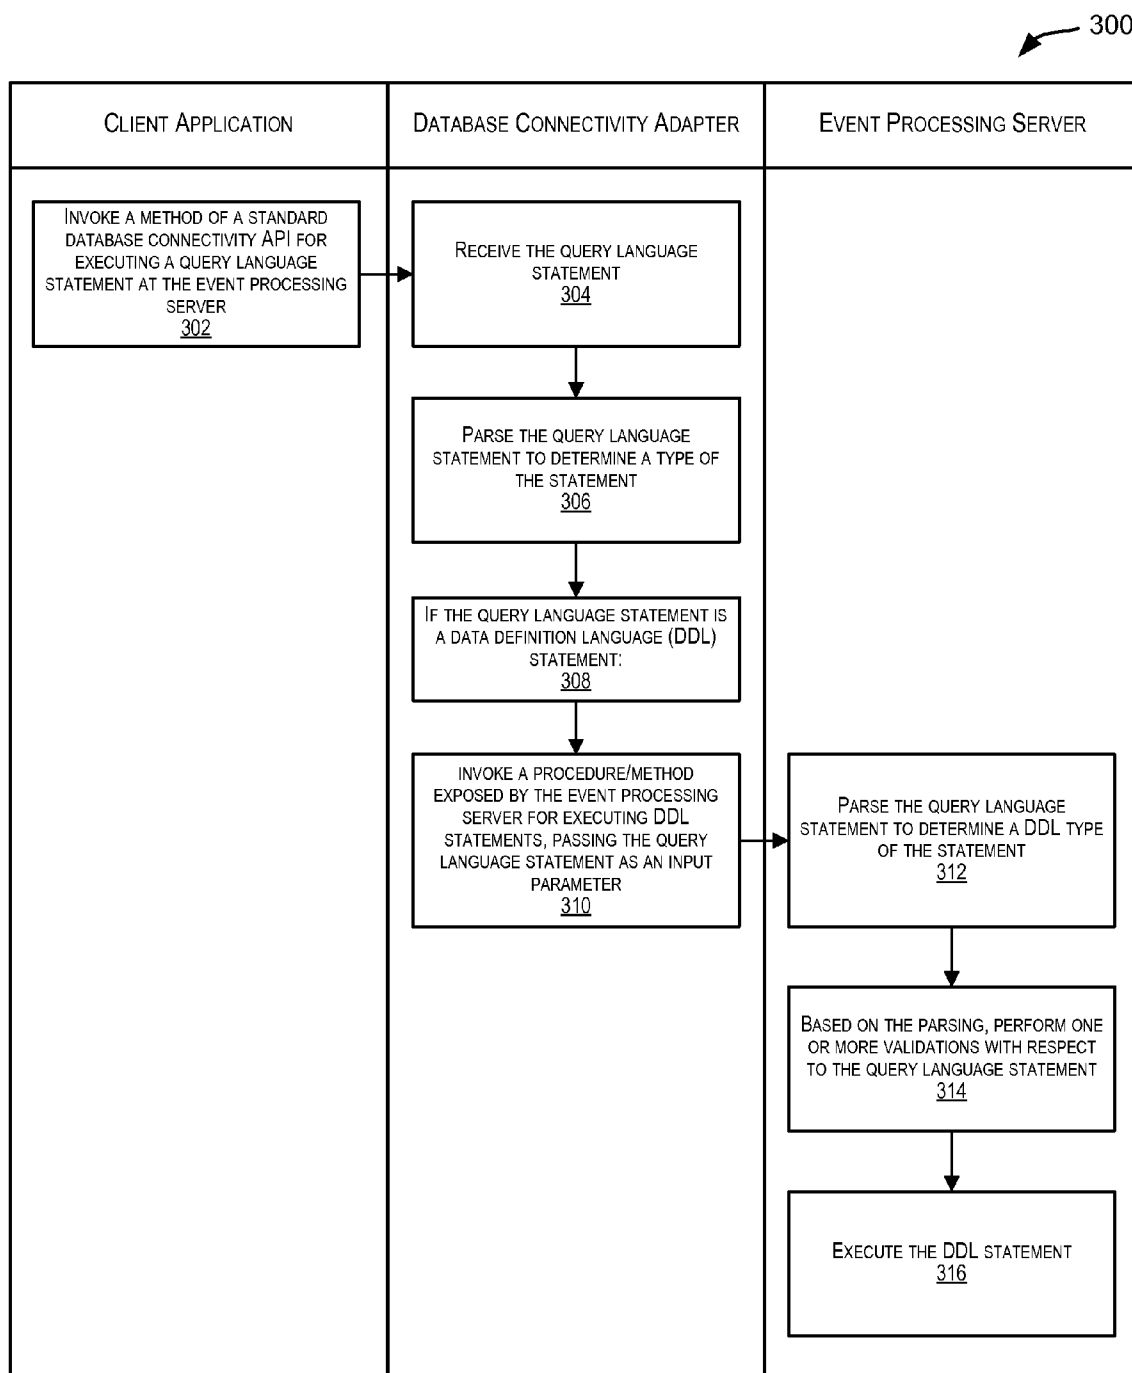 300
CLIENT APPLICATION
DATABASE CONNECTIVITY ADAPTER
EVENT PROCESSING SERVER
INVOKE A METHOD OF A STANDARD
DATABASE CONNECTIVITY API FOR
EXECUTING A QUERY LANGUAGE
STATEMENT AT THE EVENT PROCESSING
SERVER
302
RECEIVE THE QUERY LANGUAGE
STATEMENT
304
PARSE THE QUERY LANGUAGE
STATEMENT TO DETERMINE A TYPE OF
THE STATEMENT
306
IF THE QUERY LANGUAGE STATEMENT IS
A DATA DEFINITION LANGUAGE (DDL)
STATEMENT:
308
INVOKE A PROCEDURE/METHOD
EXPOSED BY THE EVENT PROCESSING
SERVER FOR EXECUTING DDL
STATEMENTS, PASSING THE QUERY
LANGUAGE STATEMENT AS AN INPUT
PARAMETER
310
PARSE THE QUERY LANGUAGE
STATEMENT TO DETERMINE A DDL TYPE
OF THE STATEMENT
312
BASED ON THE PARSING, PERFORM ONE
OR MORE VALIDATIONS WITH RESPECT
TO THE QUERY LANGUAGE STATEMENT
314
EXECUTE THE DDL STATEMENT
316